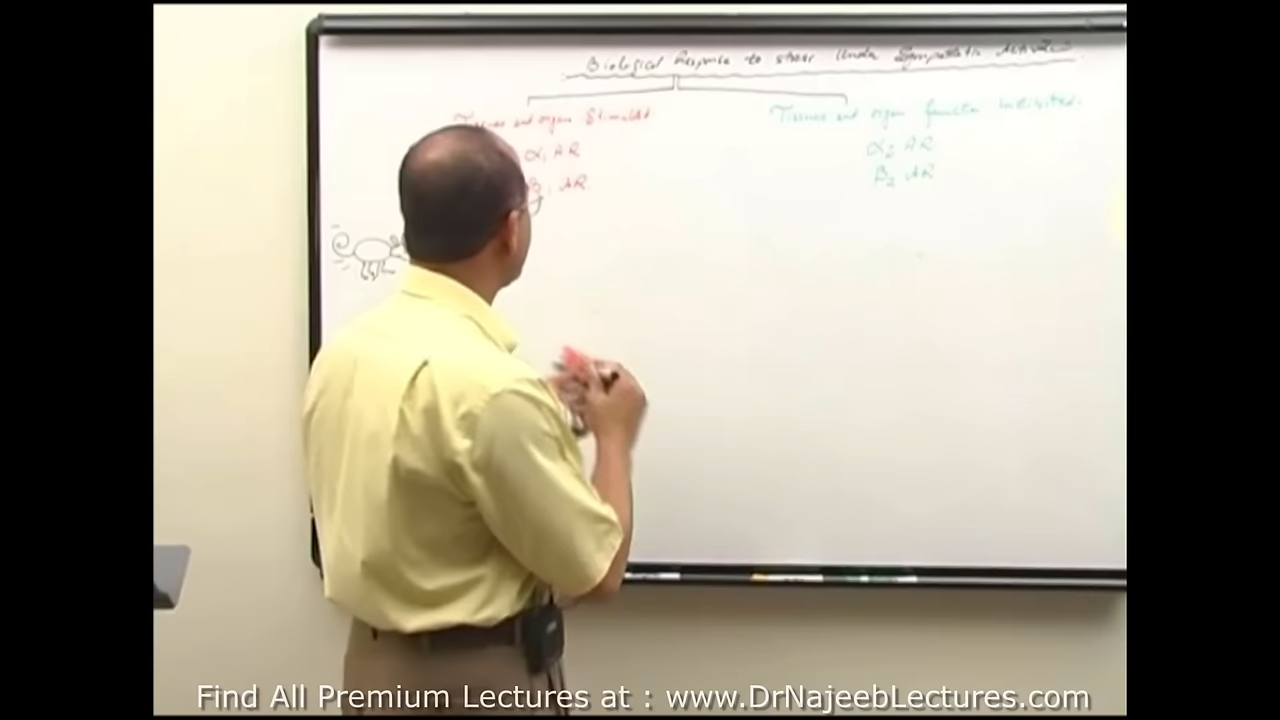 Biological Response to stress Under Sympathetic Activation
Tissues and organ Stimulated
α₁ AR
β₁ AR
Tissues and organ function inhibited.
α₂ AR
β₂ AR
Find All Premium Lectures at : www.DrNajeebLectures.com